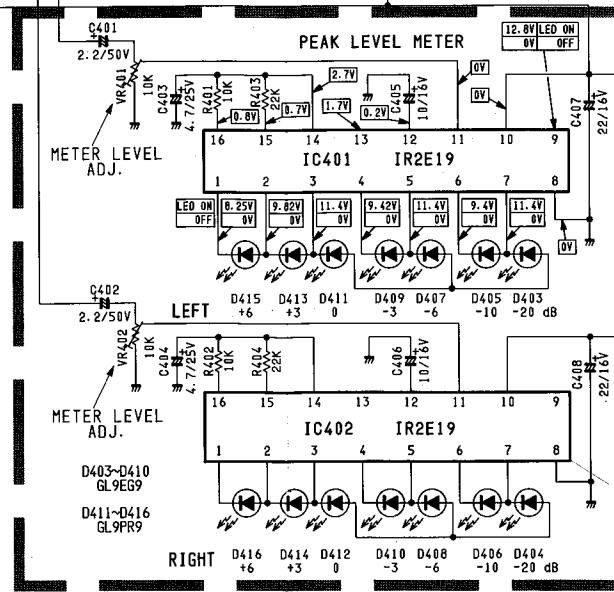 C401
2.2/50V
PEAK LEVEL METER
12.8V LED ON
0V OFF
VR401
10K
C403
4.7/25V
R401
10K
R403
22K
2.7V
C405
10/16V
0V
0V
C407
22/16V
0.8V
0.7V
1.7V
0.2V
METER LEVEL
ADJ.
16 15 14 13 12 11 10 9
IC401 IR2E19
1 2 3 4 5 6 7 8
LED ON 8.25V 9.82V 11.4V 9.42V 11.4V 9.4V 11.4V
OFF 0V 0V 0V 0V 0V 0V 0V
0V
D415 D413 D411 D409 D407 D405 D403
+6 +3 0 -3 -6 -10 -20 dB
C402
2.2/50V
LEFT
VR402
10K
C404
4.7/25V
R402
10K
R404
22K
C406
10/16V
C408
22/16V
METER LEVEL
ADJ.
16 15 14 13 12 11 10 9
IC402 IR2E19
1 2 3 4 5 6 7 8
D403~D410
GL9EG9
D411~D416
GL9PR9
RIGHT
D416 D414 D412 D410 D408 D406 D404
+6 +3 0 -3 -6 -10 -20 dB